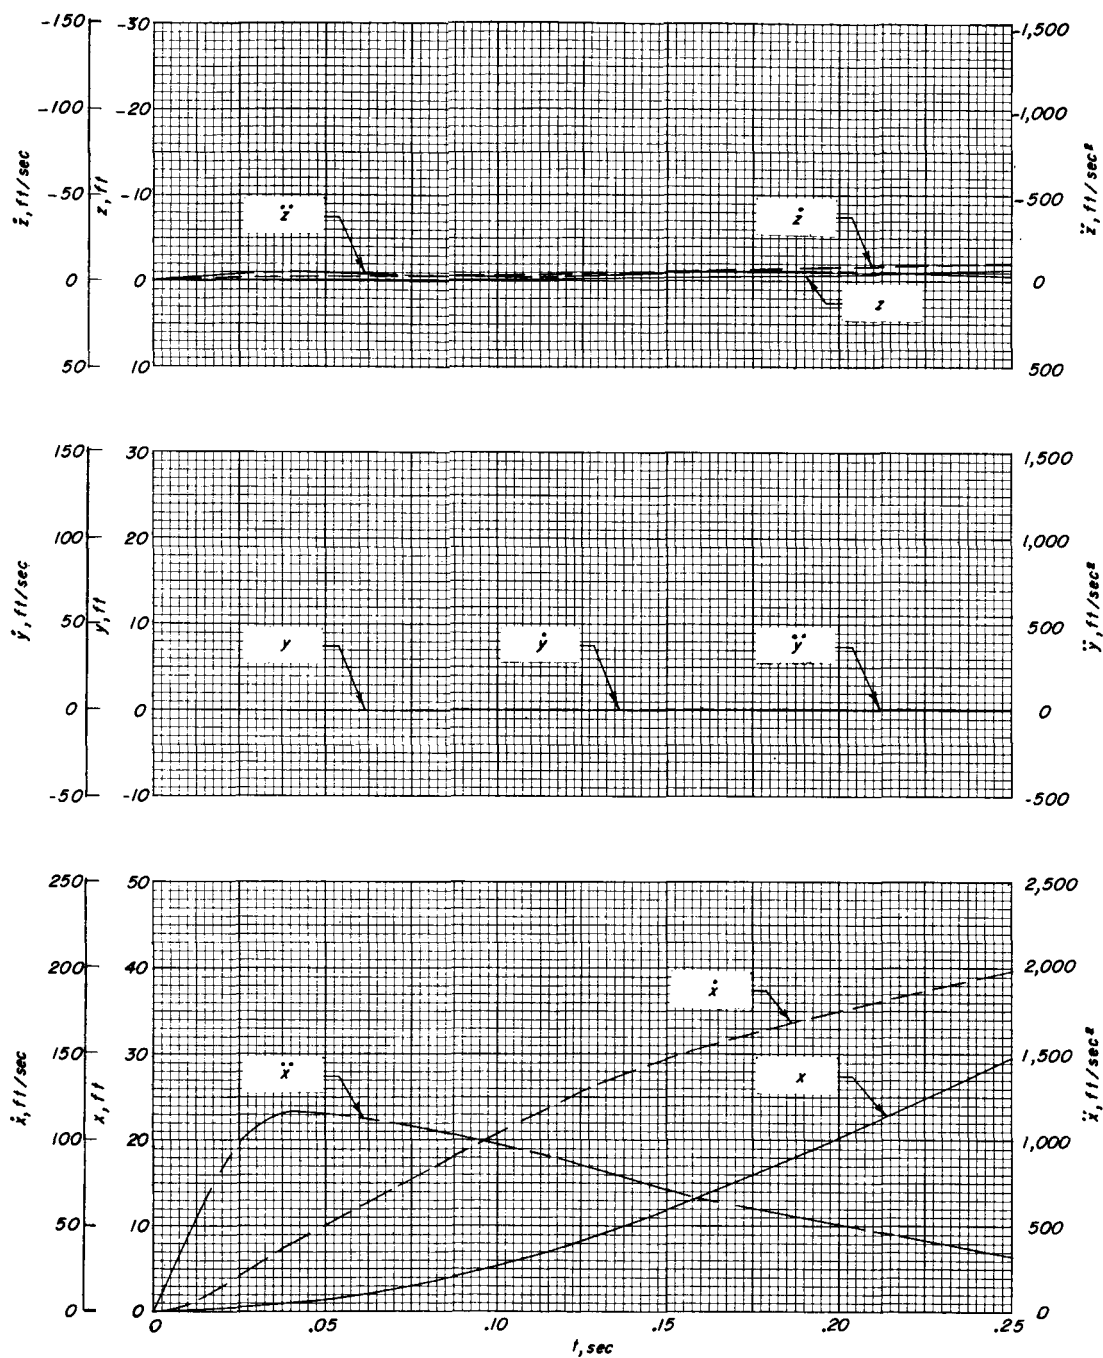 -150
-30
-1,500
-100
-20
-1,000
-50
-10
-500
ż, ft/sec
z, ft
z̈, ft/sec²
z̈
ż
0
0
0
z
50
10
500
150
30
1,500
100
20
1,000
50
10
500
ẏ, ft/sec
y, ft
ÿ, ft/sec²
y
ẏ
ÿ
0
0
0
-50
-10
-500
250
50
2,500
200
40
2,000
ẋ
150
30
1,500
ẍ
x
ẋ, ft/sec
x, ft
ẍ, ft/sec²
100
20
1,000
50
10
500
0
0
0
0
.05
.10
.15
.20
.25
t, sec